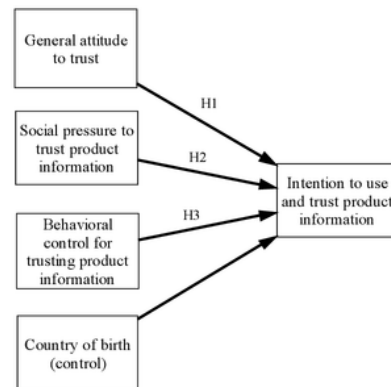 General attitude
to trust
H1
Social pressure to
trust product
information
H2
Intention to use
and trust product
information
Behavioral
control for
trusting product
information
H3
Country of birth
(control)